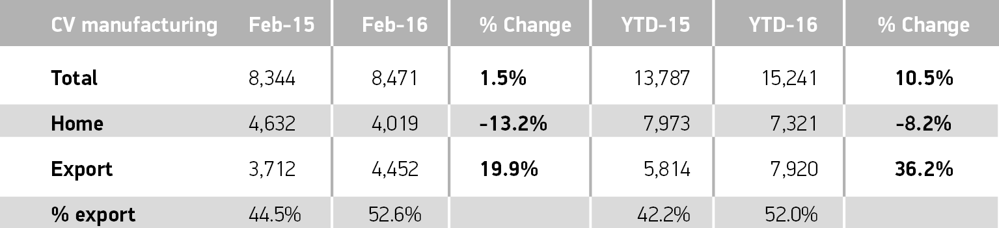 CV manufacturing Feb-15 Feb-16 % Change YTD-15 YTD-16 % Change
Total 8,344 8,471 1.5% 13,787 15,241 10.5%
Home 4,632 4,019 -13.2% 7,973 7,321 -8.2%
Export 3,712 4,452 19.9% 5,814 7,920 36.2%
% export 44.5% 52.6% 42.2% 52.0%